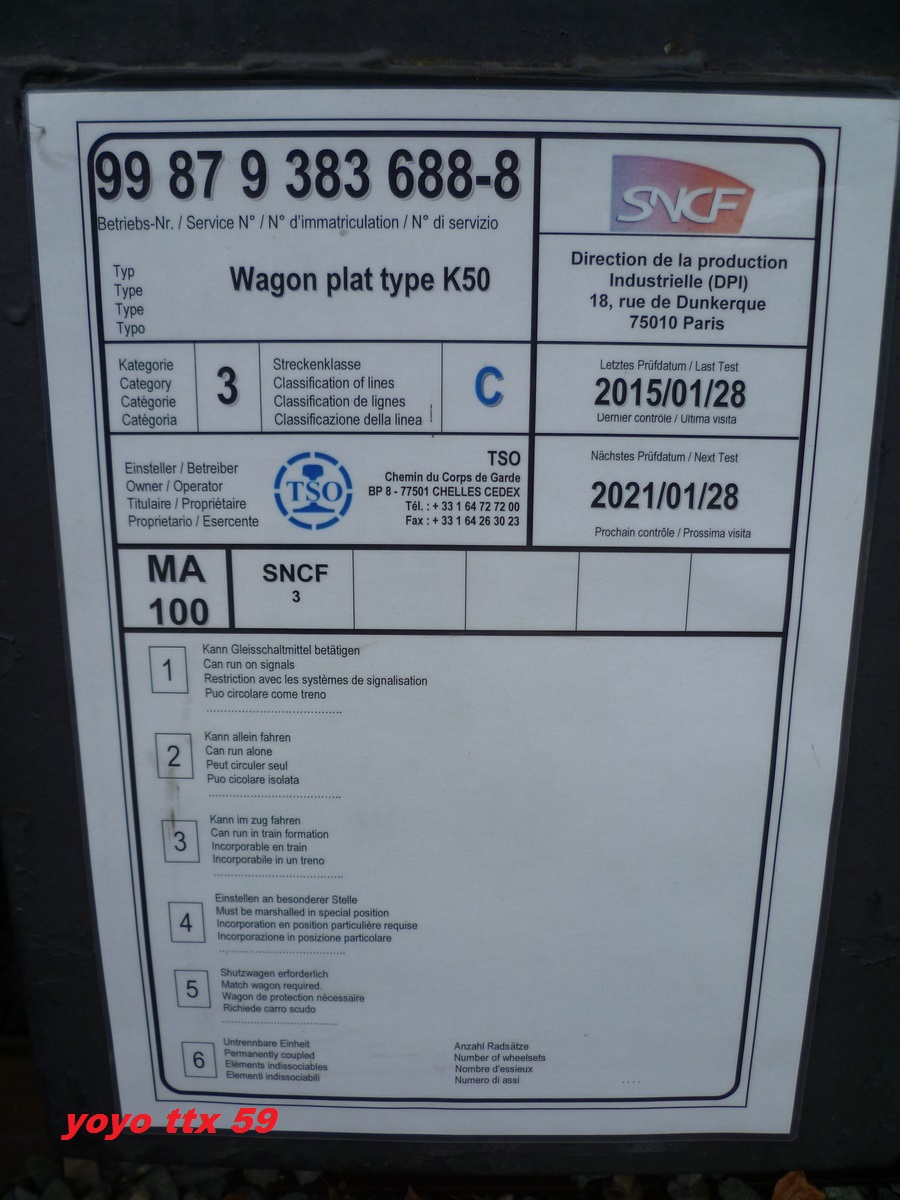 99 87 9 383 688-8
Betriebs-Nr. / Service N° / N° d'immatriculation / N° di servizio
Typ
Type
Type
Typo
Wagon plat type K50
SNCF
Direction de la production
Industrielle (DPI)
18, rue de Dunkerque
75010 Paris
Kategorie
Category
Catégorie
Catégoria
3
Streckenklasse
Classification of lines
Classification de lignes
Classificazione della linea
C
Letztes Prüfdatum / Last Test
2015/01/28
Dernier contrôle / Ultima visita
Einsteller / Betreiber
Owner / Operator
Titulaire / Propriétaire
Proprietario / Esercente
TSO
TSO
Chemin du Corps de Garde
BP 8 - 77501 CHELLES CEDEX
Tél. : + 33 1 64 72 72 00
Fax : + 33 1 64 26 30 23
Nächstes Prüfdatum / Next Test
2021/01/28
Prochain contrôle / Prossima visita
MA
100
SNCF
3
1
Kann Gleisschaltmittel betätigen
Can run on signals
Restriction avec les systèmes de signalisation
Puo circolare come treno
2
Kann allein fahren
Can run alone
Peut circuler seul
Puo cicolare isolata
3
Kann im zug fahren
Can run in train formation
Incorporable en train
Incorporabile in un treno
4
Einstellen an besonderer Stelle
Must be marshalled in special position
Incorporation en position particulière requise
Incorporazione in posizione particolare
5
Shutzwagen erforderlich
Match wagon required.
Wagon de protection nécessaire
Richiede carro scudo
6
Untrennbare Einheit
Permanently coupled
Eléments indissociables
Elementi indissociabili
Anzahl Radsätze
Number of wheelsets
Nombre d'essieux
Numero di assi
yoyo ttx 59